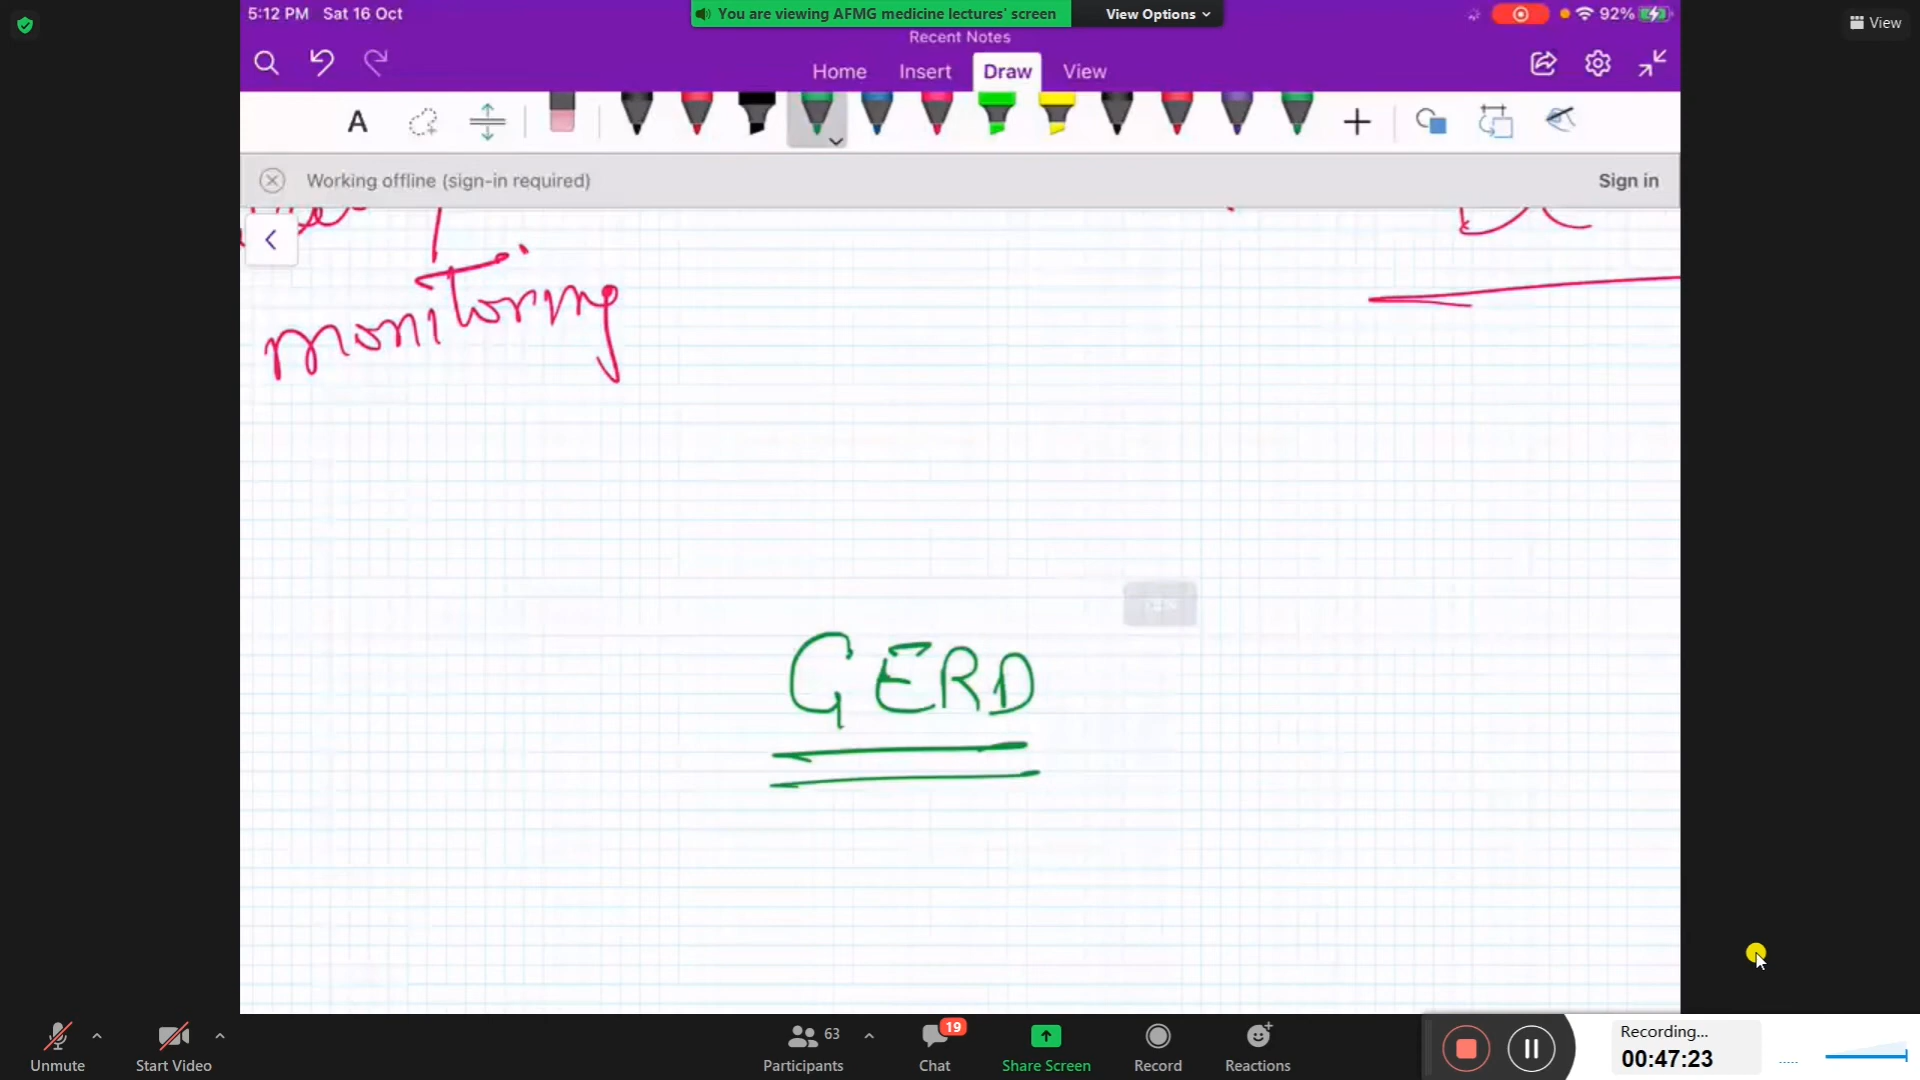 5:12 PM Sat 16 Oct
You are viewing AFMG medicine lectures' screen
View Options
92%
View
Recent Notes
Home Insert Draw View
A
Working offline (sign-in required)
Sign in
monitoring
GERD
Unmute
Start Video
63
Participants
19
Chat
Share Screen
Record
Reactions
Recording...
00:47:23